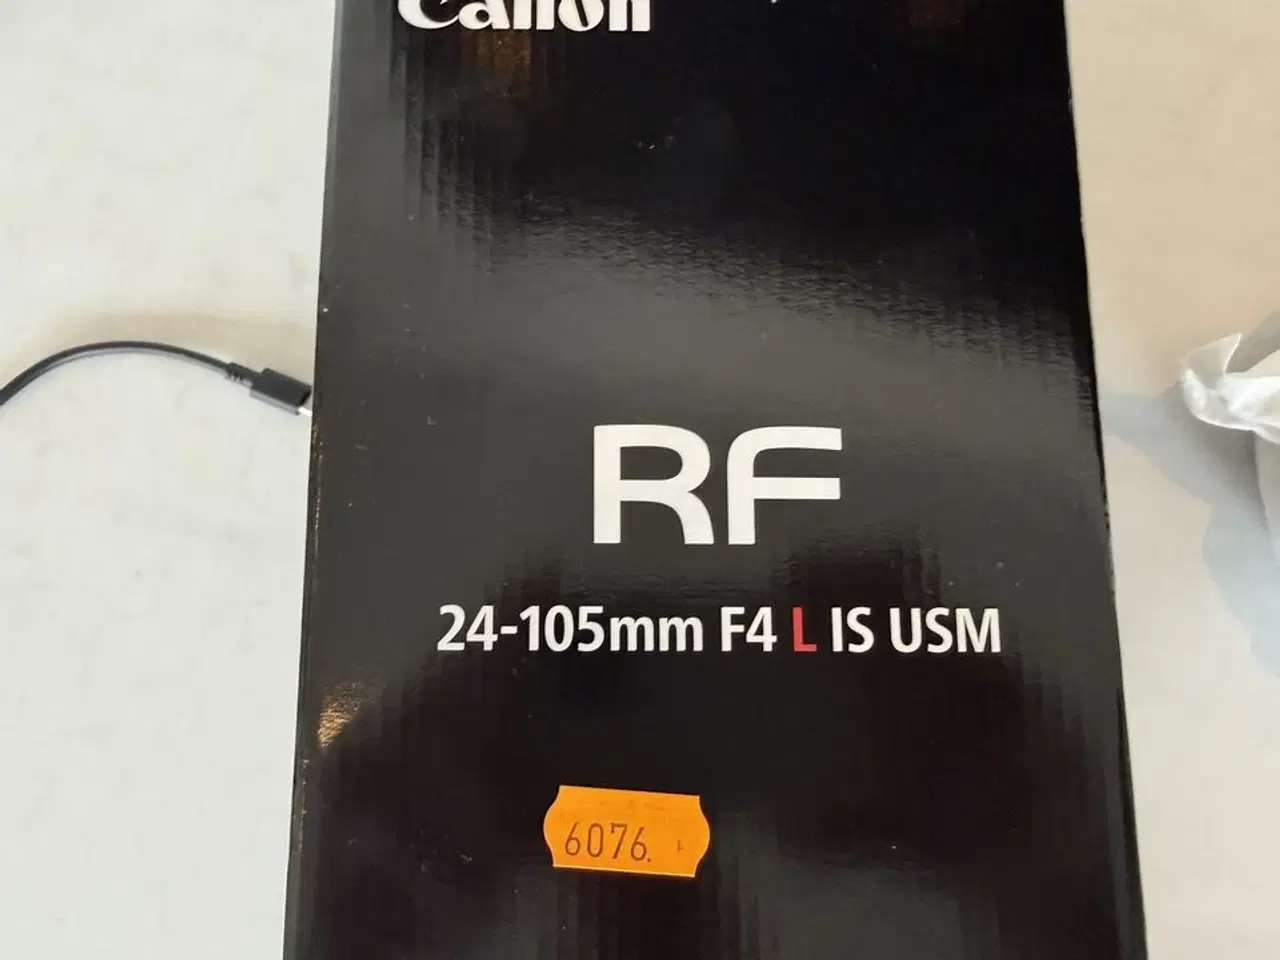 Canon
RF
24-105mm F4 L IS USM
6076.